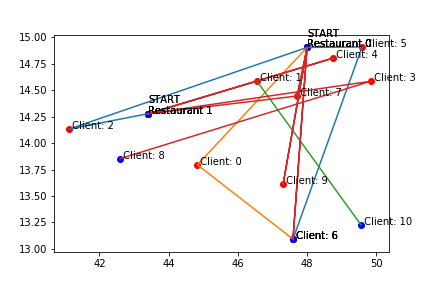 START
15.00
Restaurant 0
Client: 5
Client: 4
14.75
Client: 1
Client: 3
14.50
START
Client: 7
Restaurant 1
14.25
Client: 2
14.00
Client: 8
Client: 0
13.75
Client: 9
13.50
13.25
Client: 10
Client: 6
13.00
42
44
46
48
50